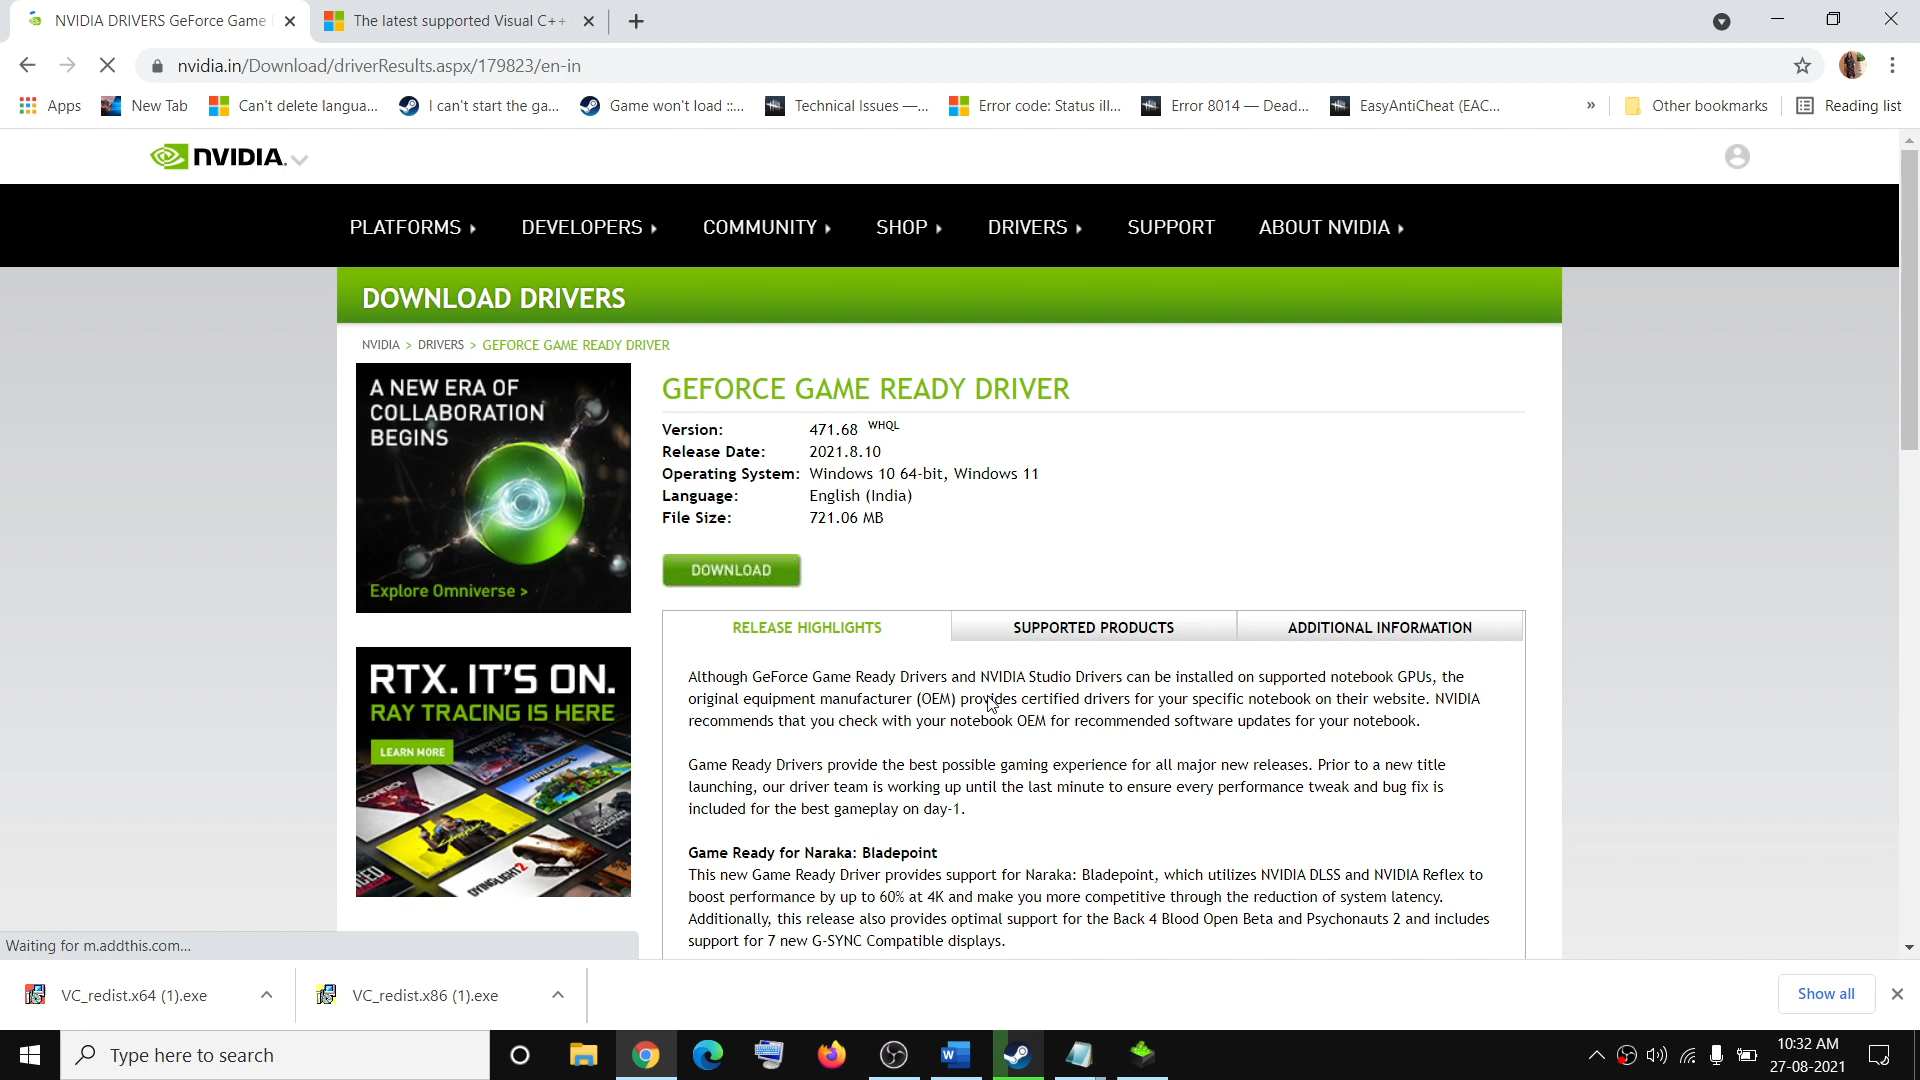 NVIDIA DRIVERS GeForce Game
The latest supported Visual C++
nvidia.in/Download/driverResults.aspx/179823/en-in
Apps
New Tab
Can't delete langua...
I can't start the ga...
Game won't load ::...
Technical Issues —...
Error code: Status ill...
Error 8014 — Dead...
EasyAntiCheat (EAC...
»
Other bookmarks
Reading list
NVIDIA.
PLATFORMS
DEVELOPERS
COMMUNITY
SHOP
DRIVERS
SUPPORT
ABOUT NVIDIA
DOWNLOAD DRIVERS
NVIDIA > DRIVERS > GEFORCE GAME READY DRIVER
A NEW ERA OF
COLLABORATION
BEGINS
Explore Omniverse >
GEFORCE GAME READY DRIVER
Version: 471.68 WHQL
Release Date: 2021.8.10
Operating System: Windows 10 64-bit, Windows 11
Language: English (India)
File Size: 721.06 MB
DOWNLOAD
RTX. IT'S ON.
RAY TRACING IS HERE
LEARN MORE
CONTROL
MINECRAFT
DYING LIGHT 2
RELEASE HIGHLIGHTS
SUPPORTED PRODUCTS
ADDITIONAL INFORMATION
Although GeForce Game Ready Drivers and NVIDIA Studio Drivers can be installed on supported notebook GPUs, the
original equipment manufacturer (OEM) provides certified drivers for your specific notebook on their website. NVIDIA
recommends that you check with your notebook OEM for recommended software updates for your notebook.
Game Ready Drivers provide the best possible gaming experience for all major new releases. Prior to a new title
launching, our driver team is working up until the last minute to ensure every performance tweak and bug fix is
included for the best gameplay on day-1.
Game Ready for Naraka: Bladepoint
This new Game Ready Driver provides support for Naraka: Bladepoint, which utilizes NVIDIA DLSS and NVIDIA Reflex to
boost performance by up to 60% at 4K and make you more competitive through the reduction of system latency.
Additionally, this release also provides optimal support for the Back 4 Blood Open Beta and Psychonauts 2 and includes
support for 7 new G-SYNC Compatible displays.
Waiting for m.addthis.com...
VC_redist.x64 (1).exe
VC_redist.x86 (1).exe
Show all
Type here to search
10:32 AM
27-08-2021